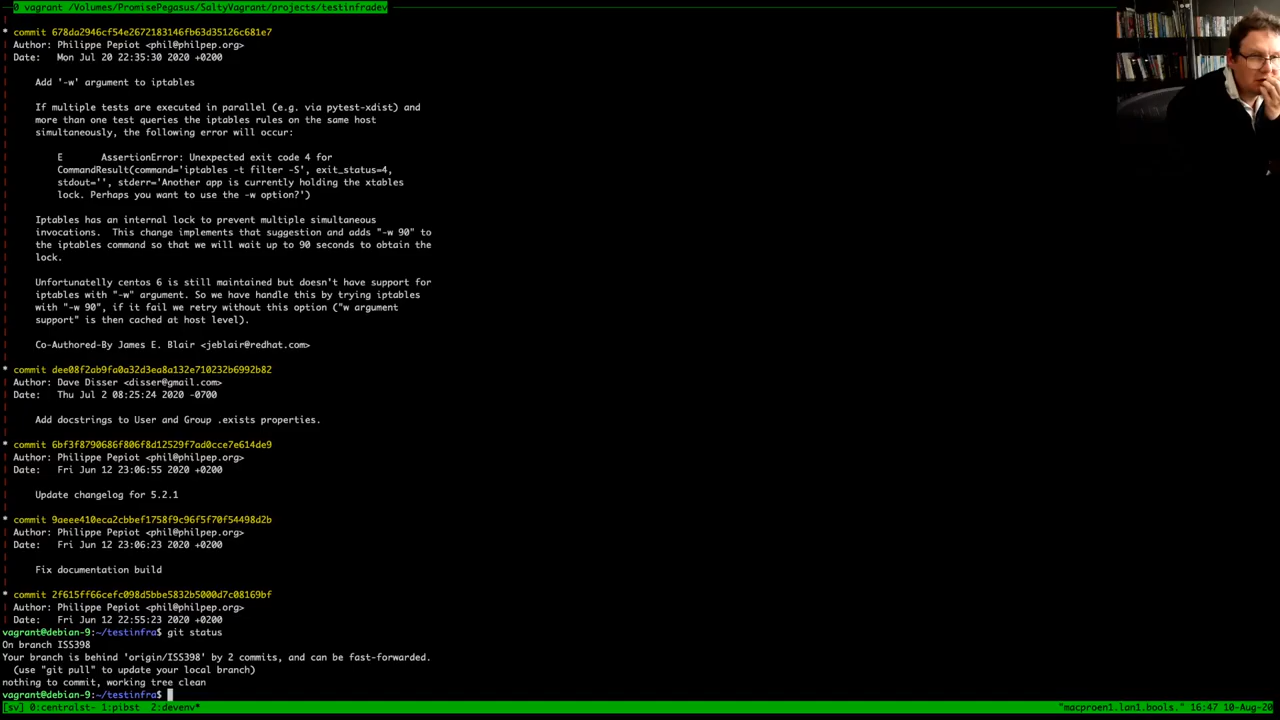 0 vagrant /Volumes/PromisePegasus/SaltyVagrant/projects/testinfradev
* commit 678da2946cf54e2672183146fb63d35126c681e7
| Author: Philippe Pepiot <phil@philpep.org>
| Date:   Mon Jul 20 22:35:30 2020 +0200
|
|     Add '-w' argument to iptables
|
|     If multiple tests are executed in parallel (e.g. via pytest-xdist) and
|     more than one test queries the iptables rules on the same host
|     simultaneously, the following error will occur:
|
|         E      AssertionError: Unexpected exit code 4 for
|         CommandResult(command='iptables -t filter -S', exit_status=4,
|         stdout='', stderr='Another app is currently holding the xtables
|         lock. Perhaps you want to use the -w option?')
|
|     Iptables has an internal lock to prevent multiple simultaneous
|     invocations.  This change implements that suggestion and adds "-w 90" to
|     the iptables command so that we will wait up to 90 seconds to obtain the
|     lock.
|
|     Unfortunatelly centos 6 is still maintained but doesn't have support for
|     iptables with "-w" argument. So we have handle this by trying iptables
|     with "-w 90", if it fail we retry without this option ("w argument
|     support" is then cached at host level).
|
|     Co-Authored-By James E. Blair <jeblair@redhat.com>
|
* commit dee08f2ab9fa0a32d3ea8a132e710232b6992b82
| Author: Dave Disser <disser@gmail.com>
| Date:   Thu Jul 2 08:25:24 2020 -0700
|
|     Add docstrings to User and Group .exists properties.
|
* commit 6bf3f8790686f806f8d12529f7ad0cce7e614de9
| Author: Philippe Pepiot <phil@philpep.org>
| Date:   Fri Jun 12 23:06:55 2020 +0200
|
|     Update changelog for 5.2.1
|
* commit 9aeee410eca2cbbef1758f9c96f5f70f54498d2b
| Author: Philippe Pepiot <phil@philpep.org>
| Date:   Fri Jun 12 23:06:23 2020 +0200
|
|     Fix documentation build
|
* commit 2f615ff66cefc098d5bbe5832b5000d7c08169bf
| Author: Philippe Pepiot <phil@philpep.org>
| Date:   Fri Jun 12 22:55:23 2020 +0200
vagrant@debian-9:~/testinfra$ git status
On branch ISS398
Your branch is behind 'origin/ISS398' by 2 commits, and can be fast-forwarded.
  (use "git pull" to update your local branch)
nothing to commit, working tree clean
vagrant@debian-9:~/testinfra$
[sv] 0:centralst- 1:pibst  2:devenv* "macproen1.lan1.bools." 16:47 10-Aug-20